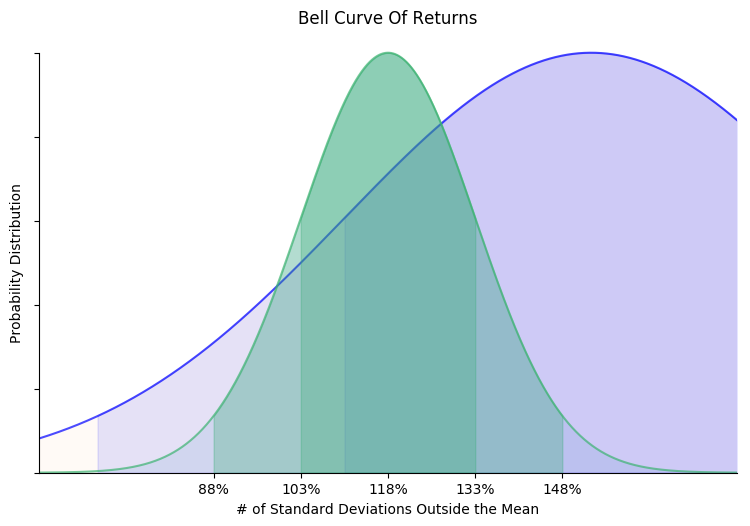 Bell Curve Of Returns
Probability Distribution
88% 103% 118% 133% 148%
# of Standard Deviations Outside the Mean